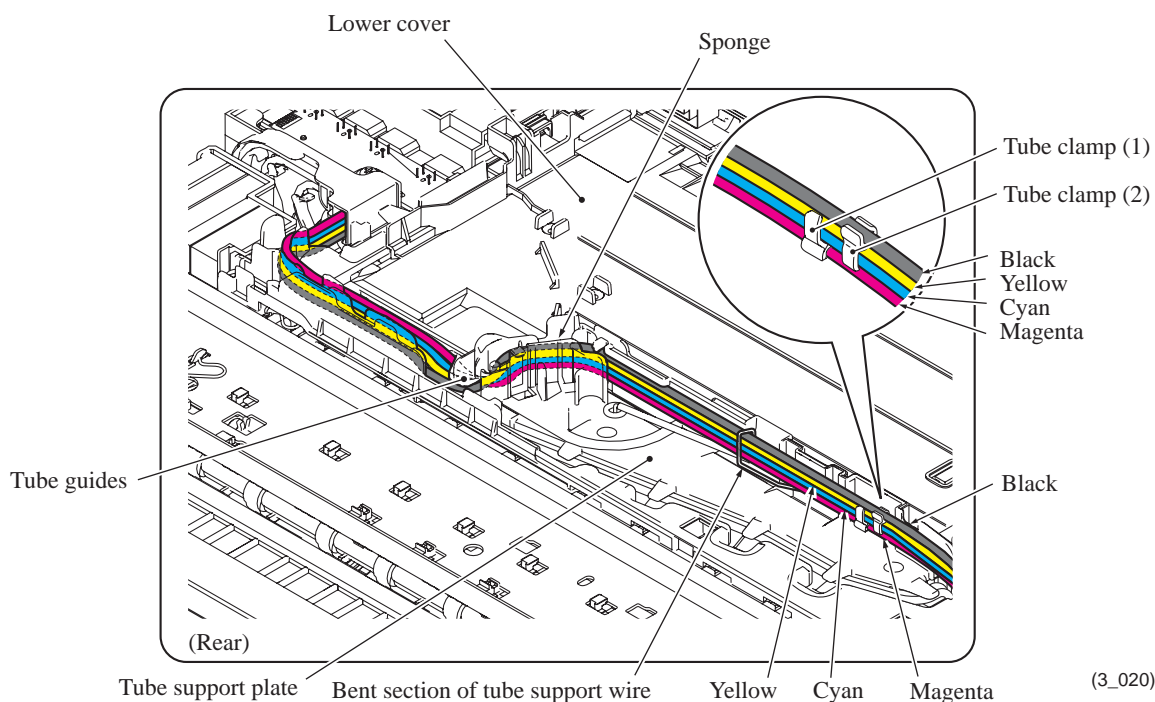 Lower cover
Sponge
Tube clamp (1)
Tube clamp (2)
Black
Yellow
Cyan
Magenta
Tube guides
Black
(Rear)
Tube support plate
Bent section of tube support wire
Yellow
Cyan
Magenta
(3_020)